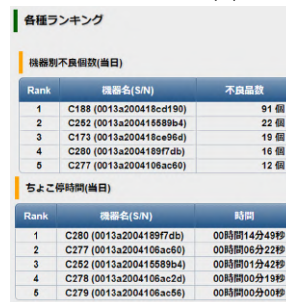 各種ランキング
機器別不良個数(当日)
Rank 機器名(S/N) 不良品数
1 C188 (0013a200418cd190) 91 個
2 C252 (0013a200415589b4) 22 個
3 C173 (0013a200418ce96d) 19 個
4 C280 (0013a2004189f7db) 16 個
5 C277 (0013a2004106ac60) 12 個
ちょこ停時間(当日)
Rank 機器名(S/N) 時間
1 C280 (0013a2004189f7db) 00時間14分49秒
2 C277 (0013a2004106ac60) 00時間06分22秒
3 C252 (0013a200415589b4) 00時間01分42秒
4 C278 (0013a2004106ac2d) 00時間00分19秒
5 C279 (0013a2004106ac56) 00時間00分00秒